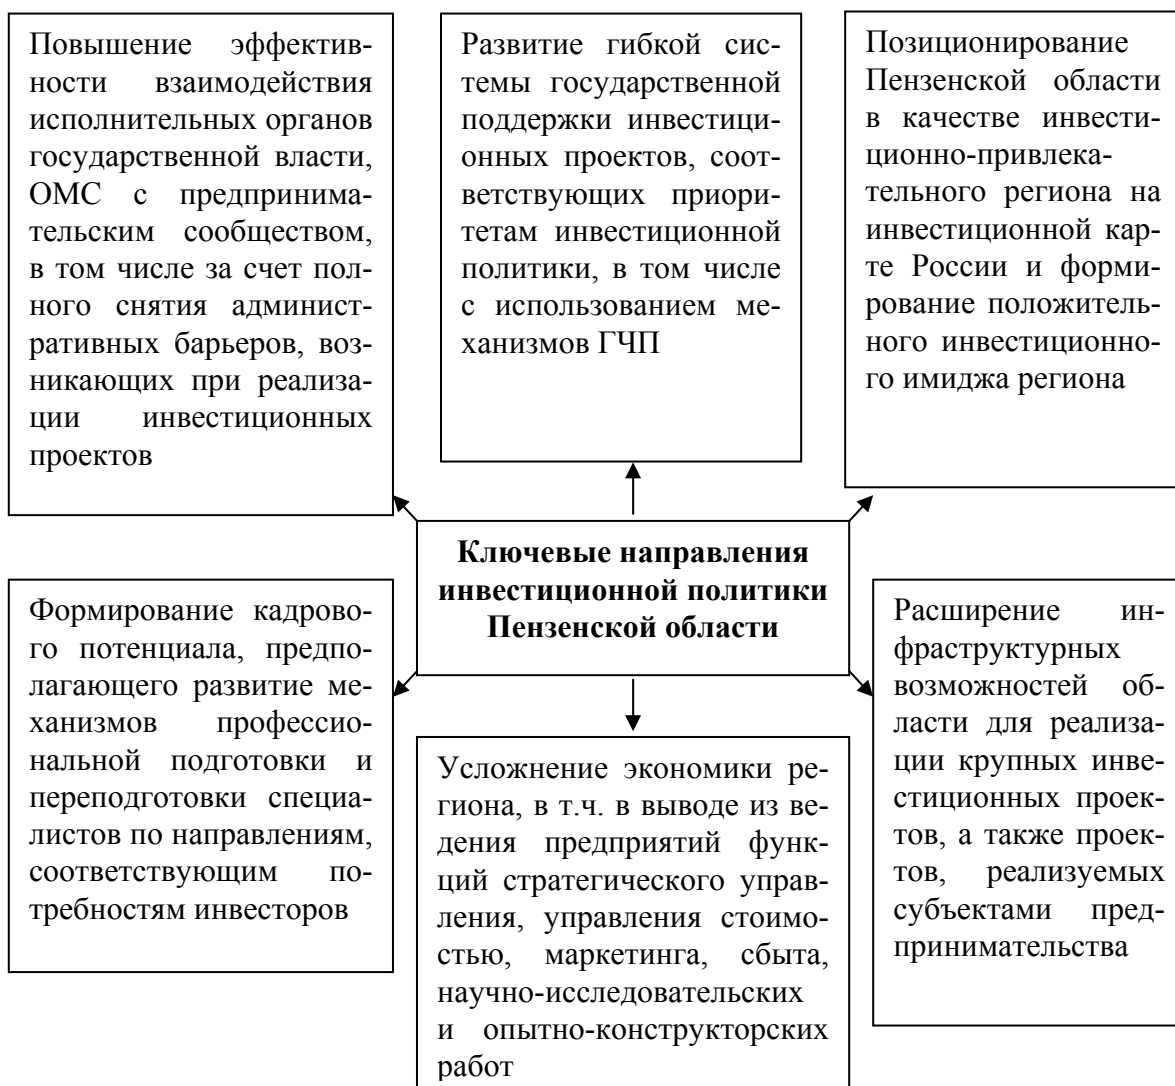 Повышение эффектив-
ности взаимодействия
исполнительных органов
государственной власти,
ОМС с предпринима-
тельским сообществом,
в том числе за счет пол-
ного снятия админист-
ративных барьеров, воз-
никающих при реализа-
ции инвестиционных
проектов
Развитие гибкой сис-
темы государственной
поддержки инвестици-
онных проектов, соот-
ветствующих приори-
тетам инвестиционной
политики, в том числе
с использованием ме-
ханизмов ГЧП
Позиционирование
Пензенской области
в качестве инвести-
ционно-привлека-
тельного региона на
инвестиционной кар-
те России и форми-
рование положитель-
ного инвестиционно-
го имиджа региона
Ключевые направления
инвестиционной политики
Пензенской области
Формирование кадрово-
го потенциала, предпо-
лагающего развитие ме-
ханизмов профессио-
нальной подготовки и
переподготовки специа-
листов по направлениям,
соответствующим по-
требностям инвесторов
Усложнение экономики ре-
гиона, в т.ч. в выводе из ве-
дения предприятий функ-
ций стратегического управ-
ления, управления стоимо-
стью, маркетинга, сбыта,
научно-исследовательских
и опытно-конструкторских
работ
Расширение ин-
фраструктурных
возможностей об-
ласти для реализа-
ции крупных инве-
стиционных проек-
тов, а также проек-
тов, реализуемых
субъектами пред-
принимательства